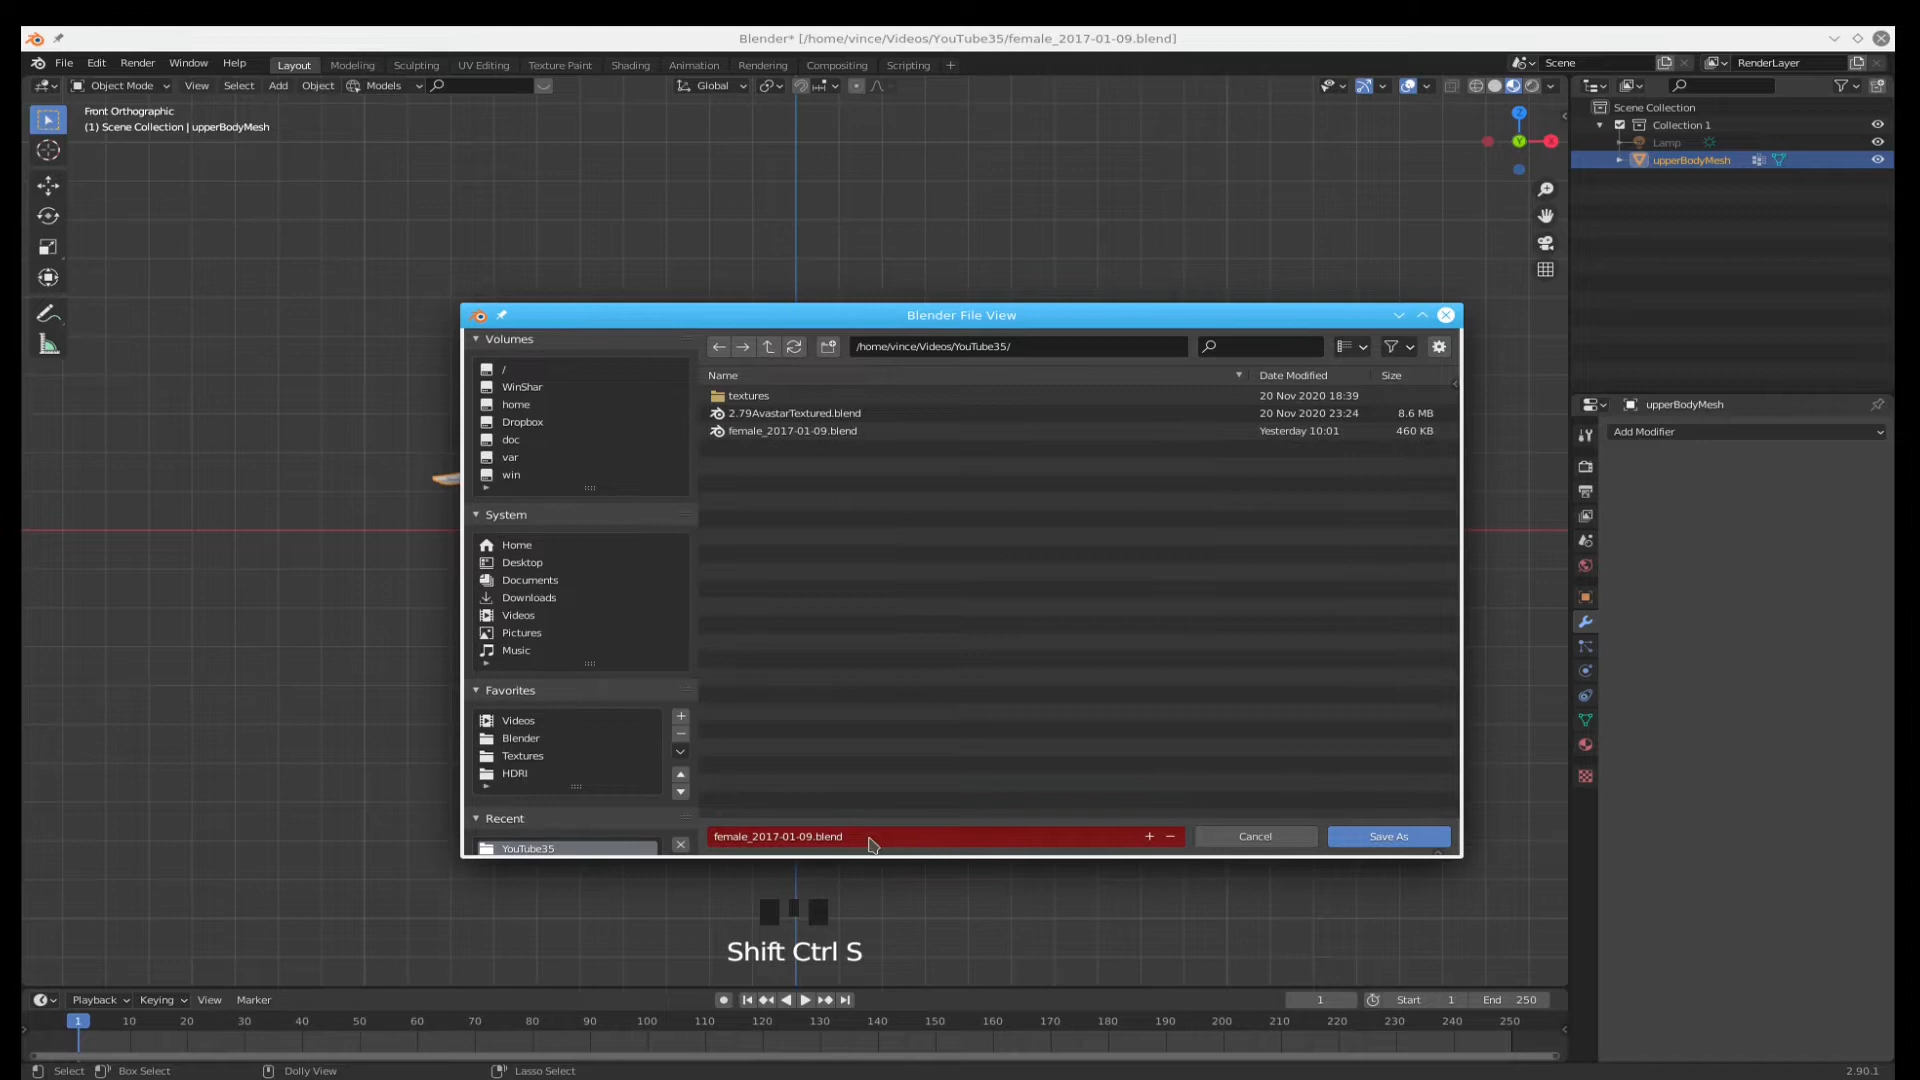 Blender* [/home/vince/Videos/YouTube35/female_2017-01-09.blend]
File Edit Render Window Help Layout Modeling Sculpting UV Editing Texture Paint Shading Animation Rendering Compositing Scripting + Scene RenderLayer
Object Mode View Select Add Object Models Global
Front Orthographic
(1) Scene Collection | upperBodyMesh
Z
Y
X
Scene Collection
Collection 1
Lamp
upperBodyMesh
upperBodyMesh
Add Modifier
Blender File View
Volumes
/
WinShar
home
Dropbox
doc
var
win
System
Home
Desktop
Documents
Downloads
Videos
Pictures
Music
Favorites
Videos
Blender
Textures
HDRI
Recent
YouTube35
/home/vince/Videos/YouTube35/
Name Date Modified Size
textures 20 Nov 2020 18:39
2.79AvastarTextured.blend 20 Nov 2020 23:24 8.6 MB
female_2017-01-09.blend Yesterday 10:01 460 KB
female_2017-01-09.blend + − Cancel Save As
Shift Ctrl S
Playback Keying View Marker 1 Start 1 End 250
1 10 20 30 40 50 60 70 80 90 100 110 120 130 140 150 160 170 180 190 200 210 220 230 240 250
Select Box Select Dolly View Lasso Select 2.90.1